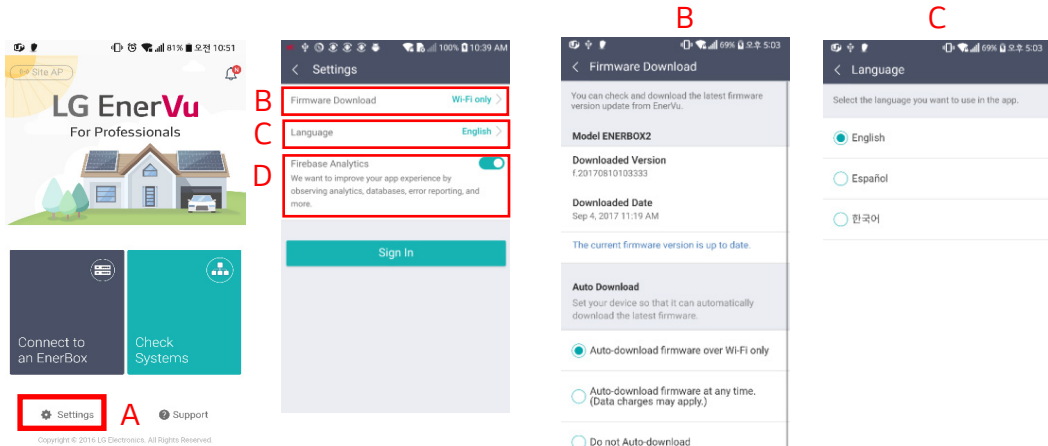 B
C
81% 오전 10:51
Site AP
N
LG EnerVu
For Professionals
Connect to
an EnerBox
Check
Systems
Settings
A
Support
Copyright © 2016 LG Electronics. All Rights Reserved.
100% 10:39 AM
Settings
B
Firmware Download
Wi-Fi only
C
Language
English
D
Firebase Analytics
We want to improve your app experience by
observing analytics, databases, error reporting, and
more.
Sign In
69% 오후 5:03
Firmware Download
You can check and download the latest firmware
version update from EnerVu.
Model ENERBOX2
Downloaded Version
f.20170810103333
Downloaded Date
Sep 4, 2017 11:19 AM
The current firmware version is up to date.
Auto Download
Set your device so that it can automatically
download the latest firmware.
Auto-download firmware over Wi-Fi only
Auto-download firmware at any time.
(Data charges may apply.)
Do not Auto-download
69% 오후 5:03
Language
Select the language you want to use in the app.
English
Español
한국어